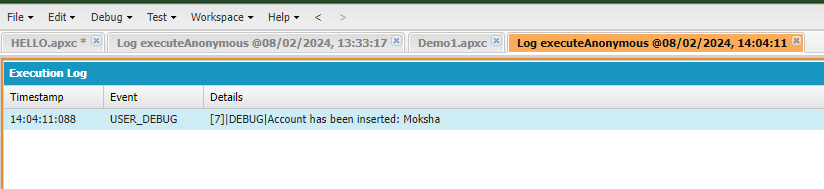 File Edit Debug Test Workspace Help < >
HELLO.apxc * Log executeAnonymous @08/02/2024, 13:33:17 Demo1.apxc Log executeAnonymous @08/02/2024, 14:04:11
Execution Log
Timestamp Event Details
14:04:11:088 USER_DEBUG [7]|DEBUG|Account has been inserted: Moksha